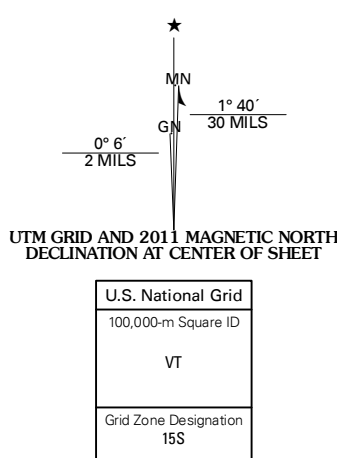 ★
MN
1° 40´
30 MILS
GN
0° 6´
2 MILS
UTM GRID AND 2011 MAGNETIC NORTH
DECLINATION AT CENTER OF SHEET
U.S. National Grid
100,000-m Square ID
VT
Grid Zone Designation
15S